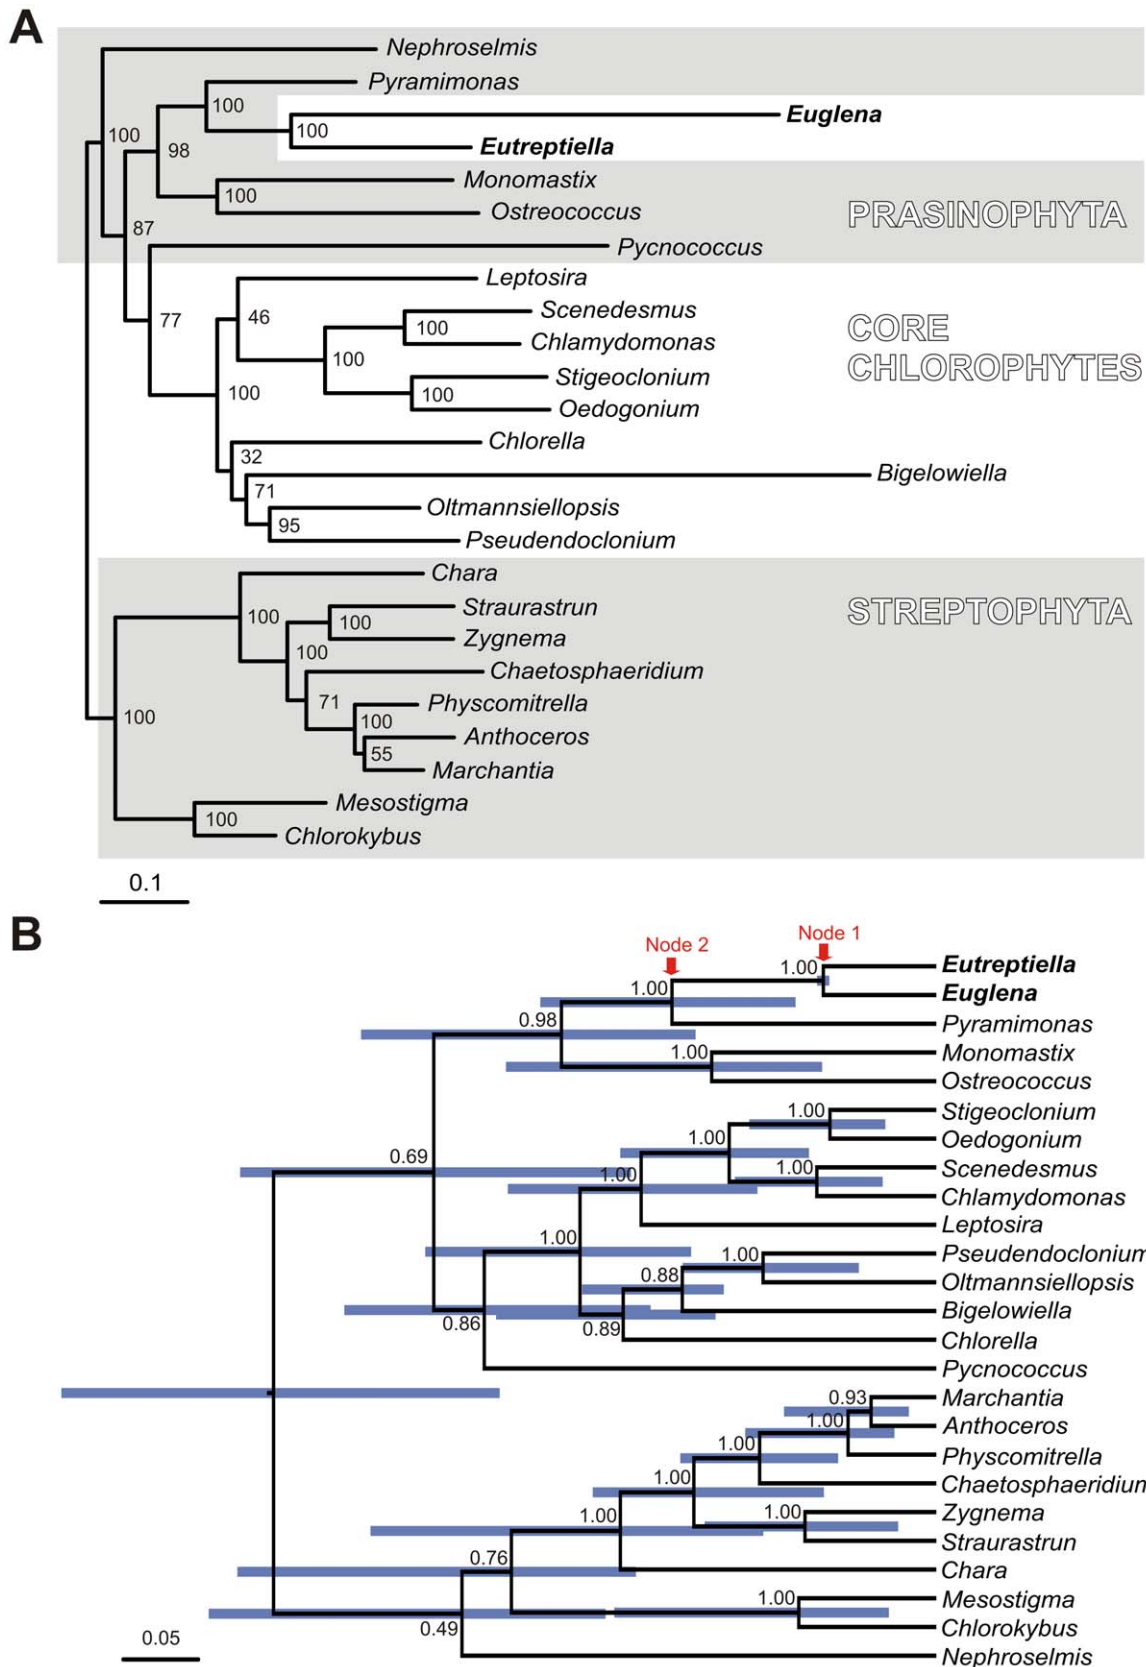 A
Nephroselmis
Pyramimonas
100
Euglena
100
100
98
Eutreptiella
Monomastix
100
Ostreococcus
PRASINOPHYTA
87
Pycnococcus
Leptosira
77
46
Scenedesmus
100
Chlamydomonas
CORE
CHLOROPHYTES
100
Stigeoclonium
100
100
Oedogonium
Chlorella
32
Bigelowiella
71
Oltmannsiellopsis
95
Pseudendoclonium
Chara
STREPTOPHYTA
100
Straurastrun
100
Zygnema
100
Chaetosphaeridium
71
Physcomitrella
100
100
Anthoceros
55
Marchantia
Mesostigma
100
Chlorokybus
0.1
B
Node 2
Node 1
1.00
Eutreptiella
1.00
Euglena
0.98
Pyramimonas
1.00
Monomastix
Ostreococcus
1.00
Stigeoclonium
1.00
Oedogonium
0.69
1.00
1.00
Scenedesmus
Chlamydomonas
1.00
Leptosira
1.00
Pseudendoclonium
0.88
Oltmannsiellopsis
0.86
0.89
Bigelowiella
Chlorella
Pycnococcus
0.93
Marchantia
1.00
Anthoceros
1.00
Physcomitrella
1.00
Chaetosphaeridium
1.00
1.00
Zygnema
Straurastrun
0.76
Chara
1.00
Mesostigma
0.49
Chlorokybus
0.05
Nephroselmis